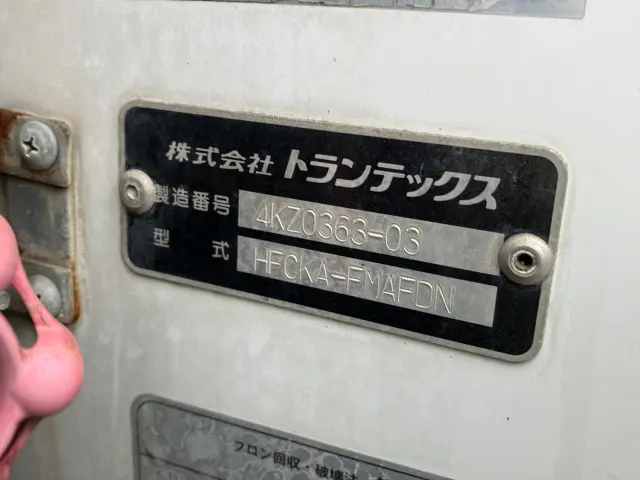 株式会社 トランテックス
製造番号 4KZ0363-03
型式 HFCKA-FMAFDN
フロン回収・破壊法